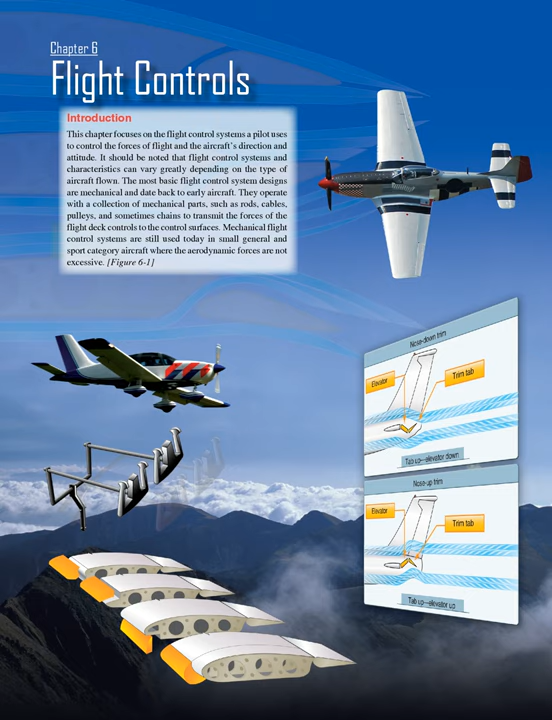 Chapter 6
Flight Controls
Introduction
This chapter focuses on the flight control systems a pilot uses
to control the forces of flight and the aircraft's direction and
attitude. It should be noted that flight control systems and
characteristics can vary greatly depending on the type of
aircraft flown. The most basic flight control system designs
are mechanical and date back to early aircraft. They operate
with a collection of mechanical parts, such as rods, cables,
pulleys, and sometimes chains to transmit the forces of the
flight deck controls to the control surfaces. Mechanical flight
control systems are still used today in small general and
sport category aircraft where the aerodynamic forces are not
excessive. [Figure 6-1]
Nose-down trim
Elevator
Trim tab
Tab up—elevator down
Nose-up trim
Elevator
Trim tab
Tab up—elevator up